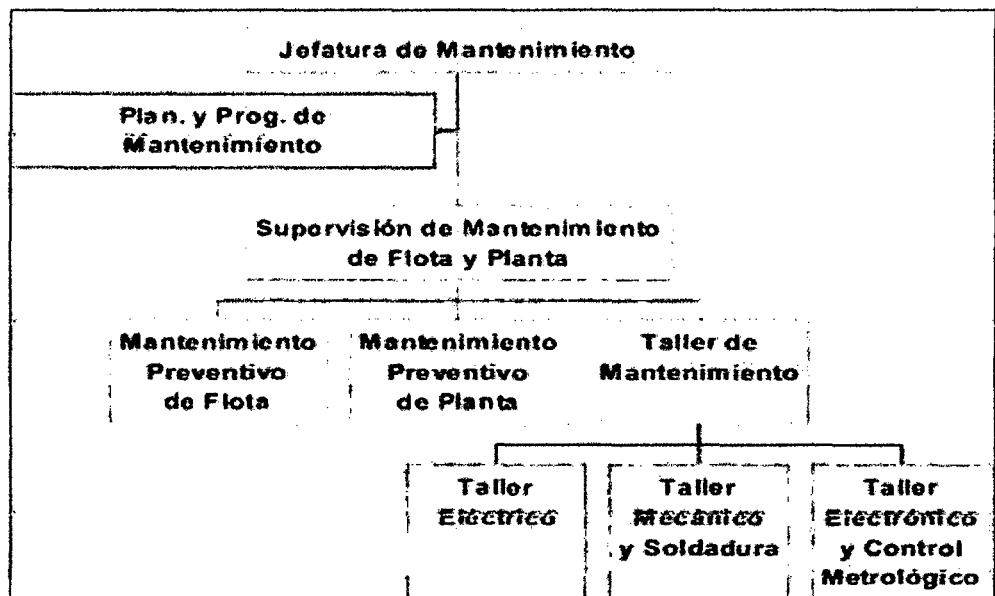 Jefatura de Mantenimiento
Plan. y Prog. de
Mantenimiento
Supervisión de Mantenimiento
de Flota y Planta
Mantenimiento
Preventivo
de Flota
Mantenimiento
Preventivo
de Planta
Taller de
Mantenimiento
Taller
Eléctrico
Taller
Mecánico
y Soldadura
Taller
Electrónico
y Control
Metrológico